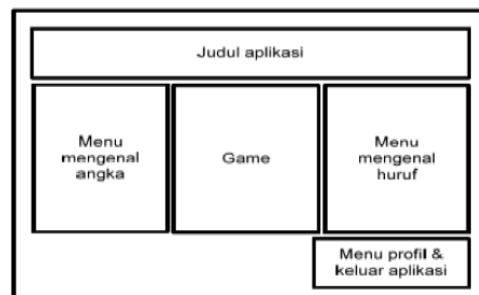 Judul aplikasi
Menu
mengenal
angka
Game
Menu
mengenal
huruf
Menu profil &
keluar aplikasi